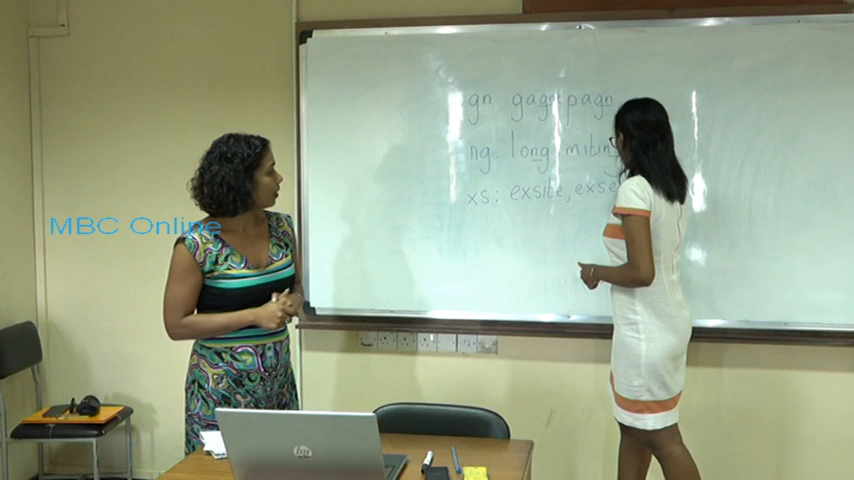 gn gagn pagn
ng. long, miting
xs: exsite, exse
MBC Online
hp